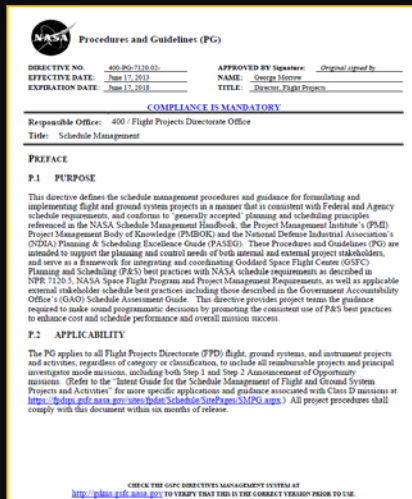 NASA
Procedures and Guidelines (PG)
DIRECTIVE NO. 400-PG-7120.02- APPROVED BY Signature: Original signed by
EFFECTIVE DATE: June 17, 2013 NAME: George Morrow
EXPIRATION DATE: June 17, 2018 TITLE: Director, Flight Projects
COMPLIANCE IS MANDATORY
Responsible Office: 400 / Flight Projects Directorate Office
Title: Schedule Management
PREFACE
P.1 PURPOSE
This directive defines the schedule management procedures and guidance for formulating and
implementing flight and ground system projects in a manner that is consistent with Federal and Agency
schedule requirements, and conforms to 'generally accepted' planning and scheduling principles
referenced in the NASA Schedule Management Handbook, the Project Management Institute's (PMI)
Project Management Body of Knowledge (PMBOK) and the National Defense Industrial Association's
(NDIA) Planning & Scheduling Excellence Guide (PASEG). These Procedures and Guidelines (PG) are
intended to support the planning and control needs of both internal and external project stakeholders,
and serve as a framework for integrating and coordinating Goddard Space Flight Center (GSFC)
Planning and Scheduling (P&S) best practices with NASA schedule requirements as described in
NPR 7120.5, NASA Space Flight Program and Project Management Requirements, as well as applicable
external stakeholder schedule best practices including those described in the Government Accountability
Office's (GAO) Schedule Assessment Guide. This directive provides project teams the guidance
required to make sound programmatic decisions by promoting the consistent use of P&S best practices
to enhance cost and schedule performance and overall mission success.
P.2 APPLICABILITY
The PG applies to all Flight Projects Directorate (FPD) flight, ground systems, and instrument projects
and activities, regardless of category or classification, to include all reimbursable projects and principal
investigator mode missions, including both Step 1 and Step 2 Announcement of Opportunity
missions. (Refer to the "Intent Guide for the Schedule Management of Flight and Ground System
Projects and Activities" for more specific applications and guidance associated with Class D missions at
https://fpdspi.gsfc.nasa.gov/sites/fpdat/Schedule/SitePages/SMPG.aspx.) All project procedures shall
comply with this document within six months of release.
CHECK THE GSFC DIRECTIVES MANAGEMENT SYSTEM AT
http://gdms.gsfc.nasa.gov TO VERIFY THAT THIS IS THE CORRECT VERSION PRIOR TO USE.